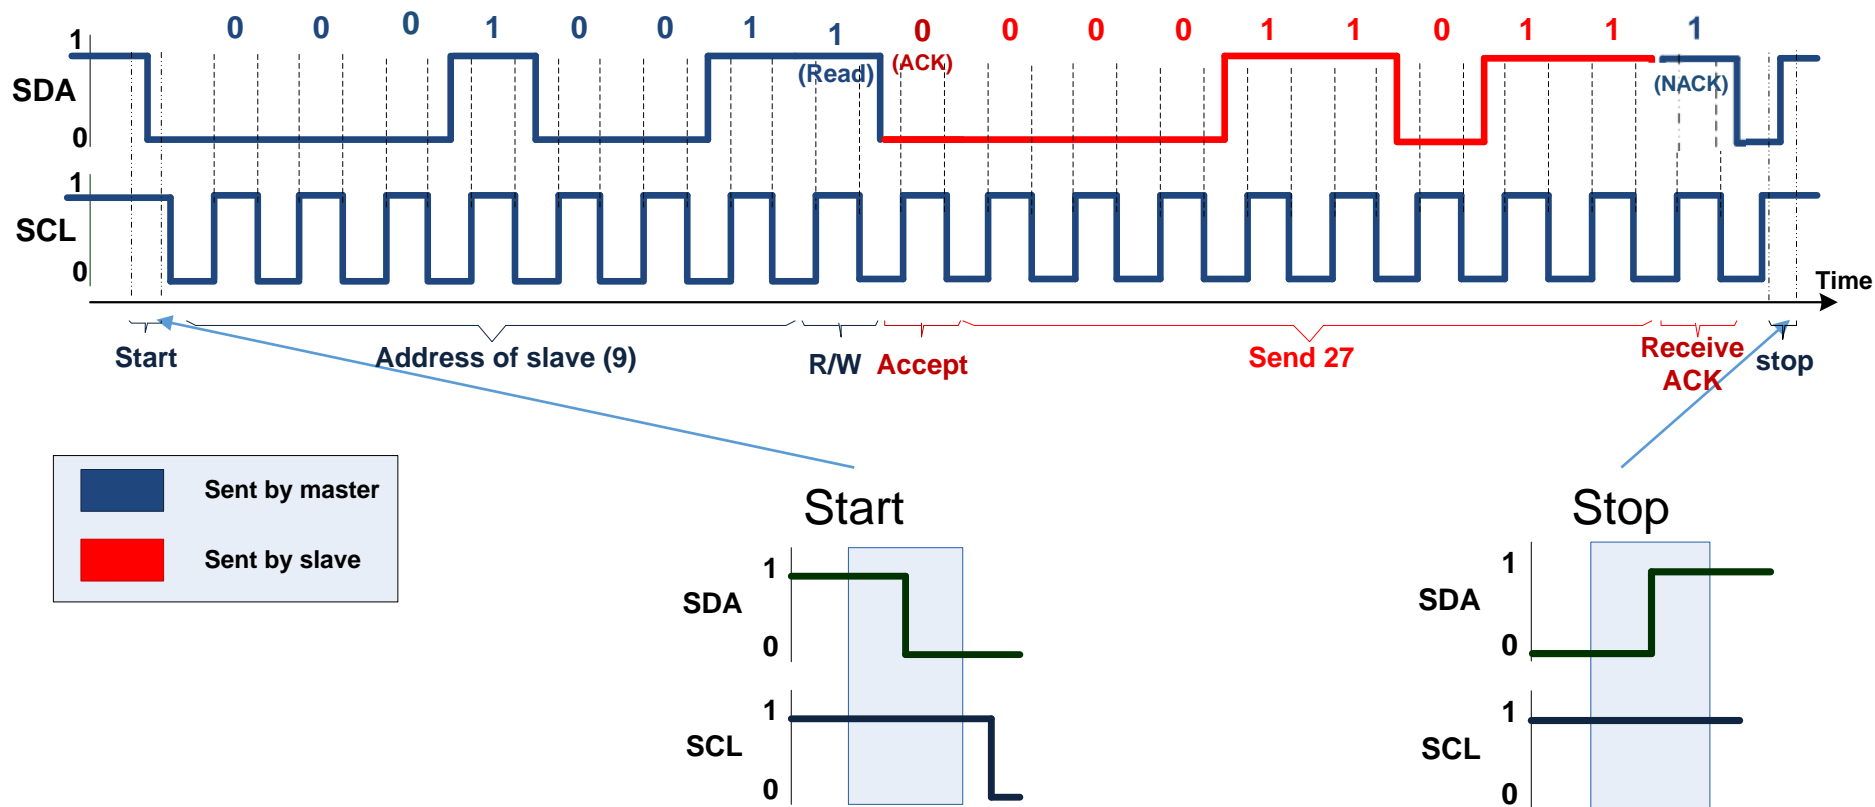 0 0 0 1 0 0 1 1 0 0 0 0 1 1 0 1 1 1
(Read) (ACK) (NACK)
1
SDA
0
1
SCL
0
Time
Start Address of slave (9) R/W Accept Send 27 Receive ACK stop
Sent by master
Sent by slave
Start
1
SDA
0
1
SCL
0
Stop
1
SDA
0
1
SCL
0